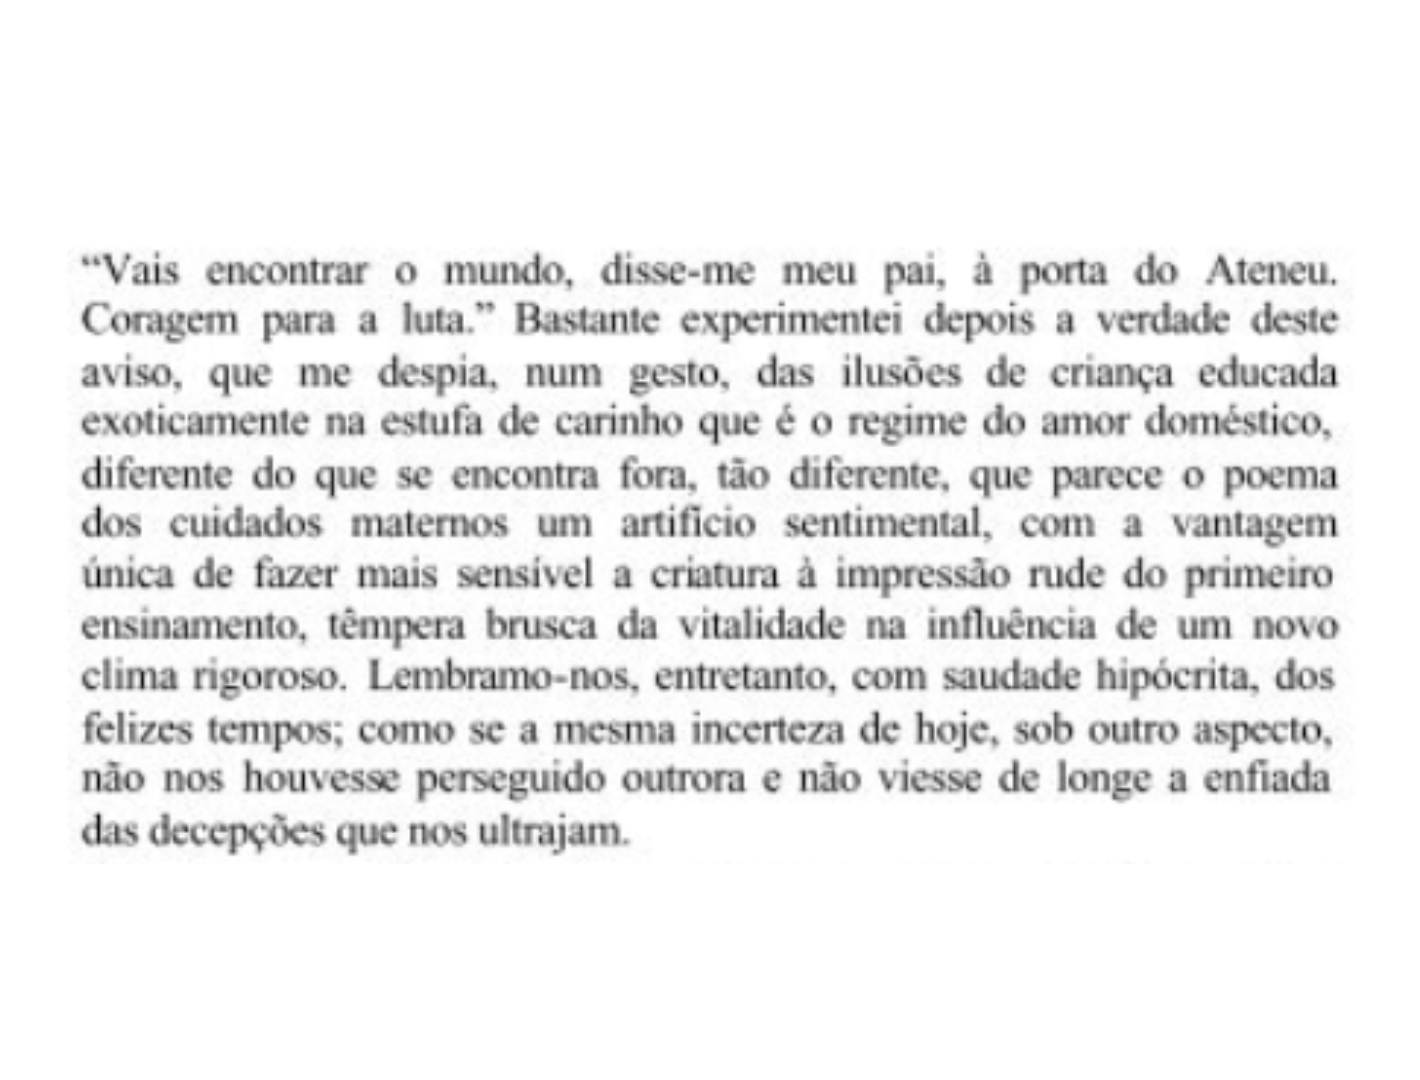 “Vais encontrar o mundo, disse-me meu pai, à porta do Ateneu.
Coragem para a luta.” Bastante experimentei depois a verdade deste
aviso, que me despia, num gesto, das ilusões de criança educada
exoticamente na estufa de carinho que é o regime do amor doméstico,
diferente do que se encontra fora, tão diferente, que parece o poema
dos cuidados maternos um artifício sentimental, com a vantagem
única de fazer mais sensível a criatura à impressão rude do primeiro
ensinamento, têmpera brusca da vitalidade na influência de um novo
clima rigoroso. Lembramo-nos, entretanto, com saudade hipócrita, dos
felizes tempos; como se a mesma incerteza de hoje, sob outro aspecto,
não nos houvesse perseguido outrora e não viesse de longe a enfiada
das decepções que nos ultrajam.